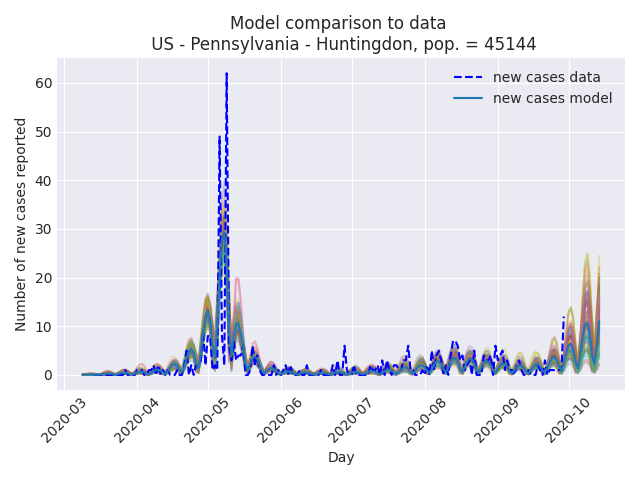 Model comparison to data
US - Pennsylvania - Huntingdon, pop. = 45144
new cases data
new cases model
Number of new cases reported
60
50
40
30
20
10
0
2020-03
2020-04
2020-05
2020-06
2020-07
2020-08
2020-09
2020-10
Day